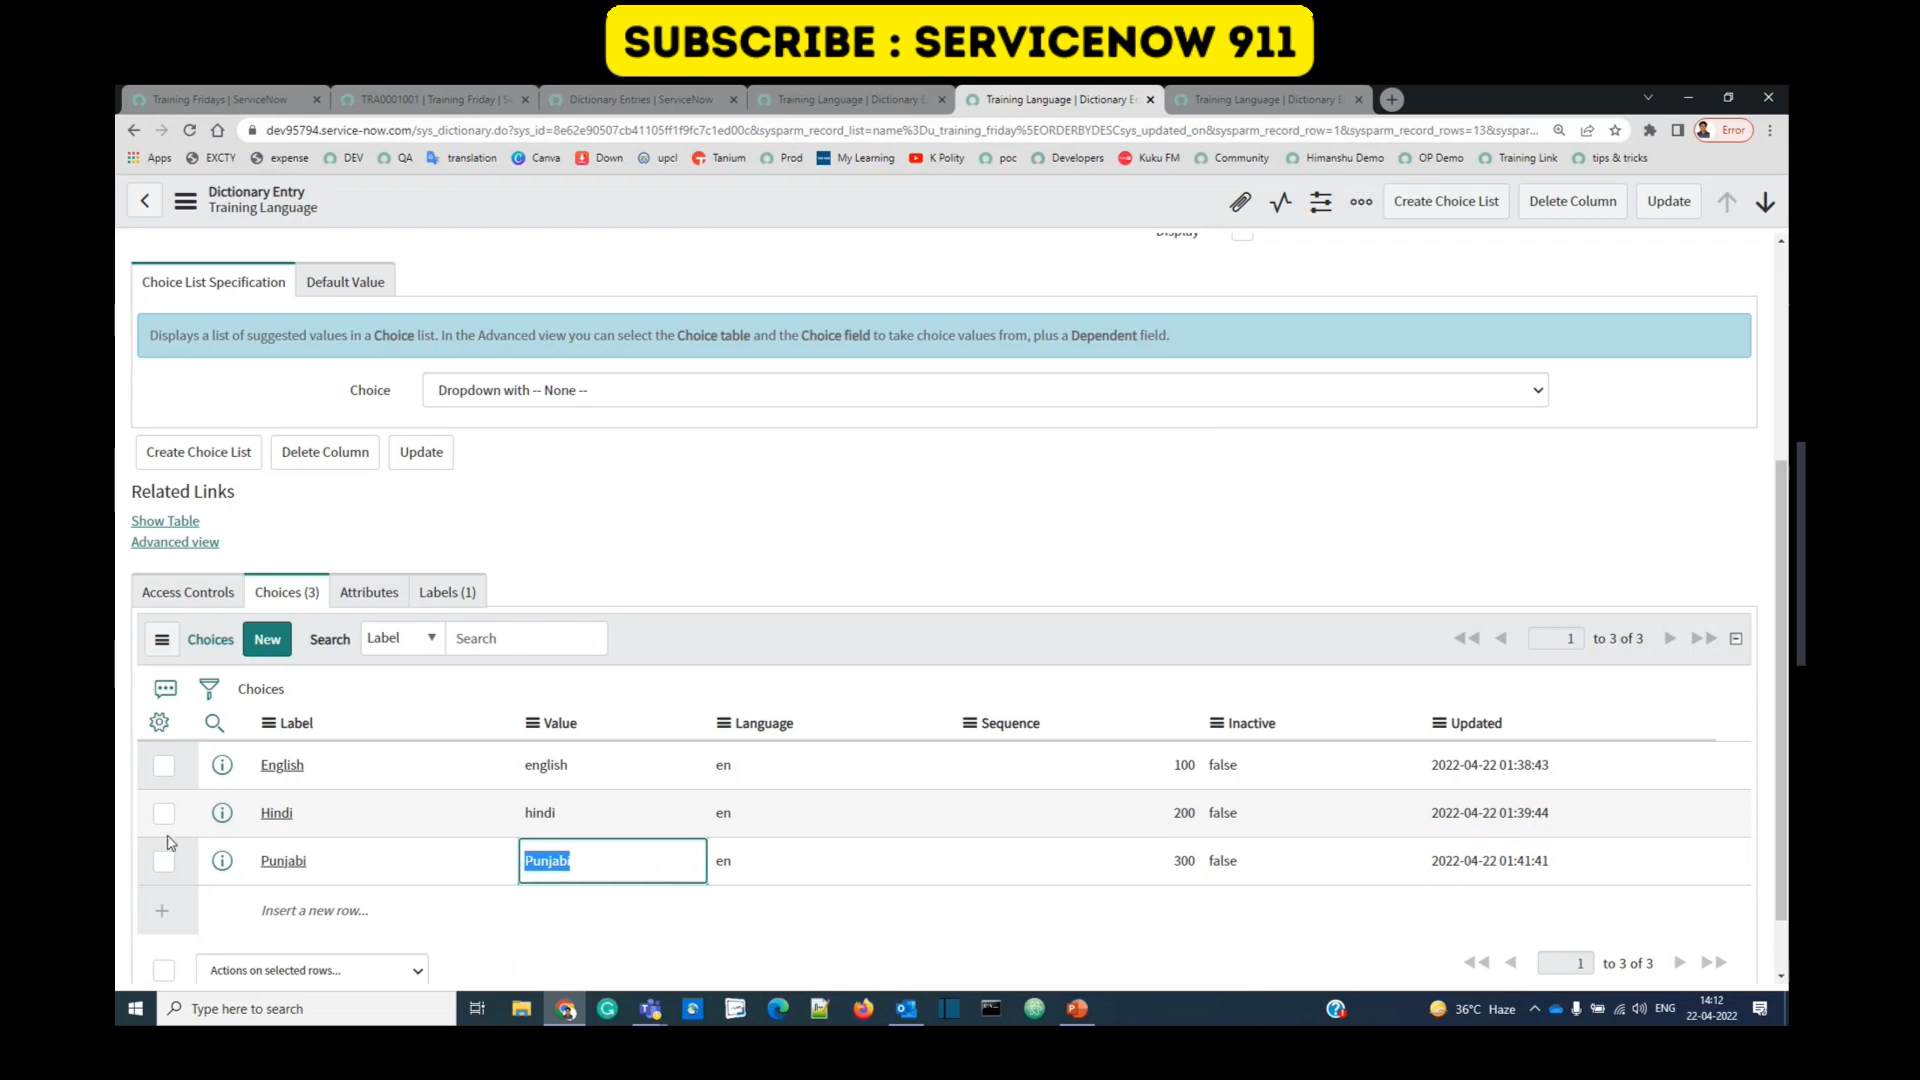 SUBSCRIBE : SERVICENOW 911
Training Fridays | ServiceNow
TRA0001001 | Training Friday | S
Dictionary Entries | ServiceNow
Training Language | Dictionary E
Training Language | Dictionary E
Training Language | Dictionary E
dev95794.service-now.com/sys_dictionary.do?sys_id=8e62e90507cb41105ff1f9fc7c1ed00c&sysparm_record_list=name%3Du_training_friday%5EORDERBYDESCsys_updated_on&sysparm_record_row=1&sysparm_record_rows=13&syspar...
Error
Apps EXCTY expense DEV QA translation Canva Down upcl Tanium Prod My Learning K Polity poc Developers Kuku FM Community Himanshu Demo OP Demo Training Link tips & tricks
Dictionary Entry
Training Language
Create Choice List Delete Column Update
Display
Choice List Specification Default Value
Displays a list of suggested values in a Choice list. In the Advanced view you can select the Choice table and the Choice field to take choice values from, plus a Dependent field.
Choice Dropdown with -- None --
Create Choice List Delete Column Update
Related Links
Show Table
Advanced view
Access Controls Choices (3) Attributes Labels (1)
Choices New Search Label Search 1 to 3 of 3
Choices
Label Value Language Sequence Inactive Updated
English english en 100 false 2022-04-22 01:38:43
Hindi hindi en 200 false 2022-04-22 01:39:44
Punjabi Punjabi en 300 false 2022-04-22 01:41:41
Insert a new row...
Actions on selected rows... 1 to 3 of 3
Type here to search 36°C Haze ENG 14:12
22-04-2022